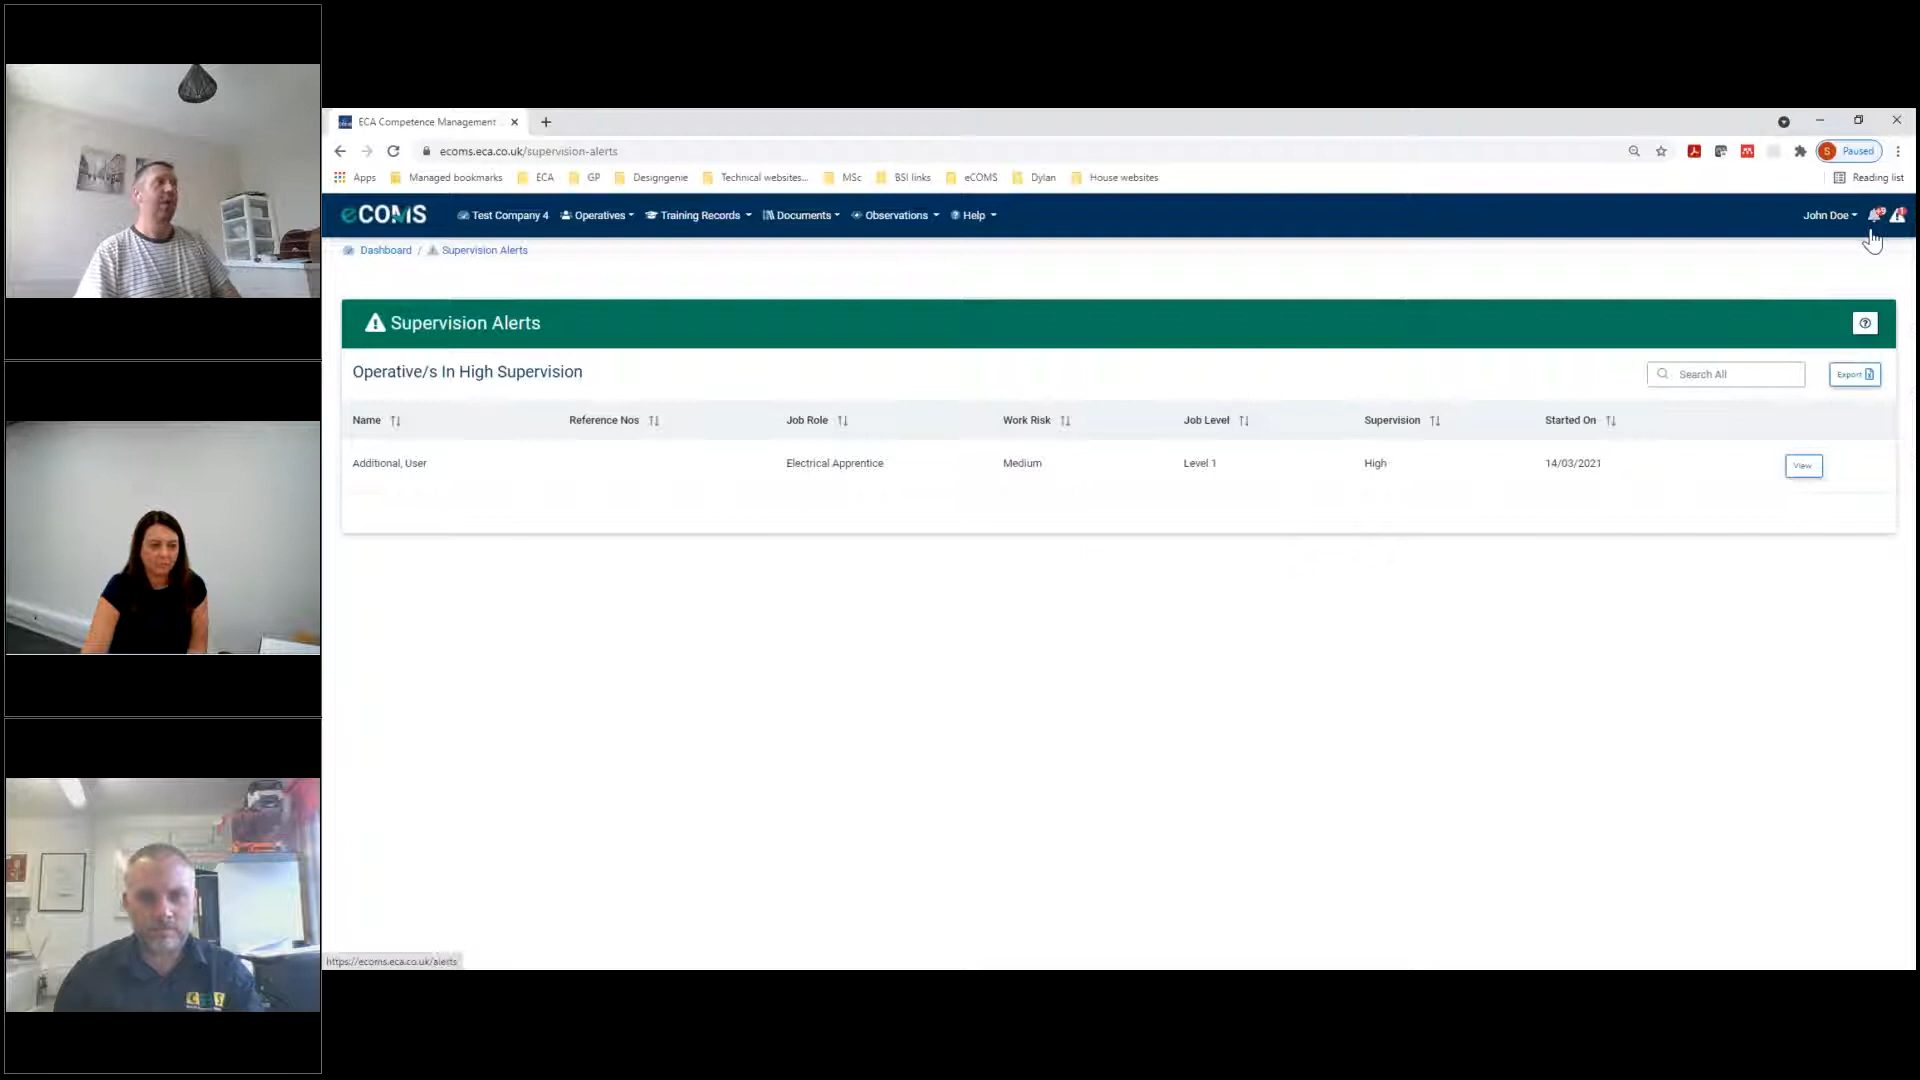 ECA Competence Management
ecoms.eca.co.uk/supervision-alerts
S Paused
Apps Managed bookmarks ECA GP Designgenie Technical websites... MSc BSI links eCOMS Dylan House websites Reading list
eCOMS Test Company 4 Operatives Training Records Documents Observations Help John Doe
Dashboard / Supervision Alerts
Supervision Alerts
Operative/s In High Supervision Search All Export
Name Reference Nos Job Role Work Risk Job Level Supervision Started On
Additional, User Electrical Apprentice Medium Level 1 High 14/03/2021 View
https://ecoms.eca.co.uk/alerts